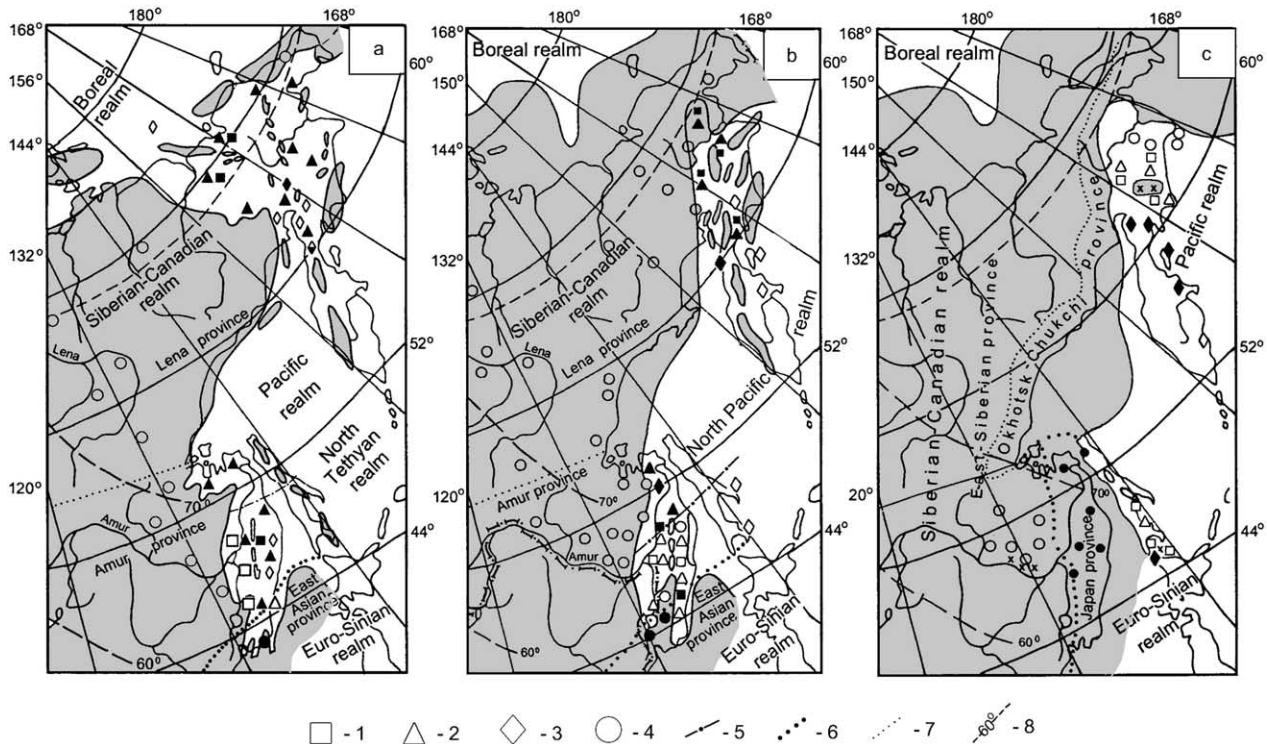 180°
168°
168°
a
60°
156°
Boreal
realm
144°
132°
Siberian-Canadian
realm
Lena
Lena province
52°
Pacific
realm
North
Tethyan
realm
120°
70°
Amur
province
Amur
province
44°
East
Asian
province
Euro-Sinian
realm
60°
180°
168°
168°
b
Boreal realm
60°
150°
144°
132°
Siberian-Canadian
realm
Lena
Lena province
52°
North Pacific
realm
120°
Amur province
70°
Amur
44°
East
Asian
province
Euro-Sinian
realm
60°
180°
168°
168°
c
Boreal realm
60°
150°
144°
132°
Pacific realm
Siberian Canadian realm
East Siberian province
Okhotsk - Chukchi province
52°
20°
70°
44°
x x
x x x
Japan province
Euro-Sinian
realm
60°
- 1 - 2 - 3 - 4 - 5 - 6 - 7 60° - 8